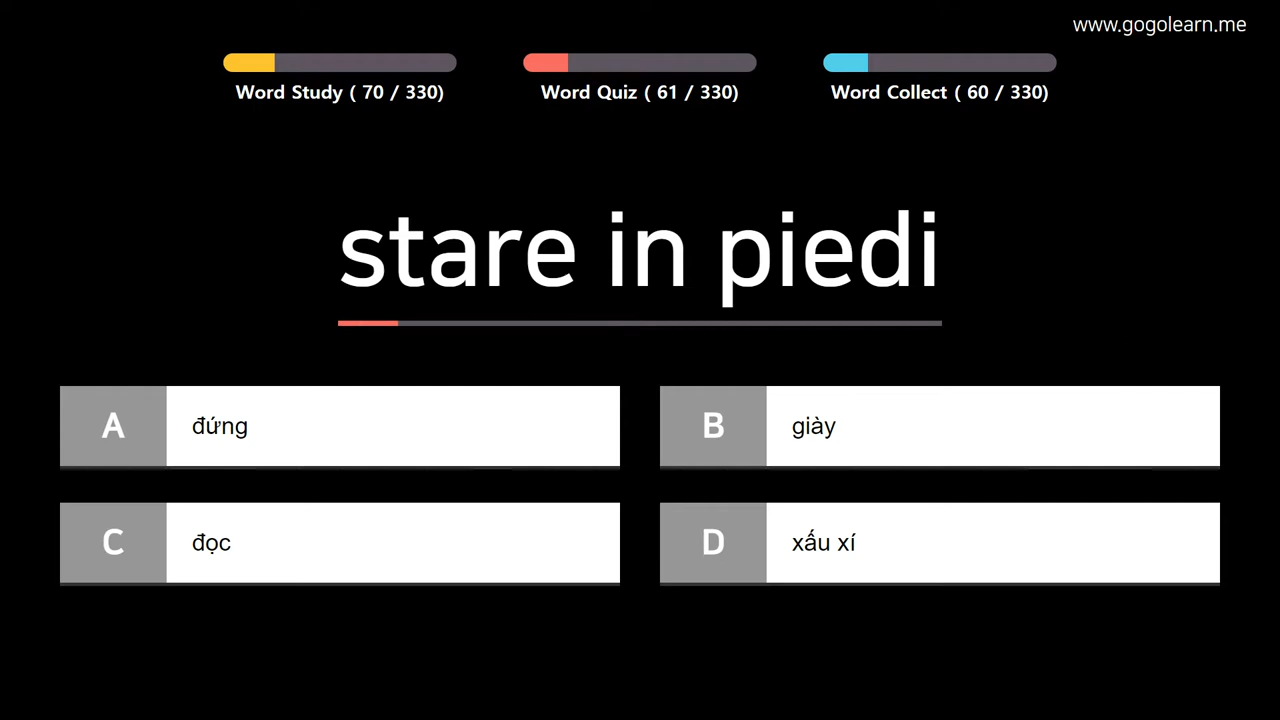 www.gogolearn.me
Word Study ( 70 / 330)
Word Quiz ( 61 / 330)
Word Collect ( 60 / 330)
stare in piedi
A đứng
B giày
C đọc
D xấu xí